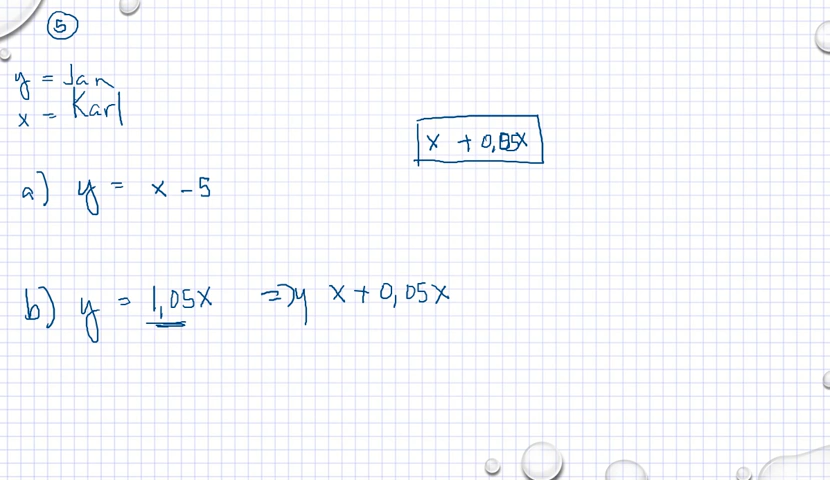 5
y = Jan
x = Karl
x + 0,05x
a) y = x - 5
b) y = 1,05x => y x + 0,05x